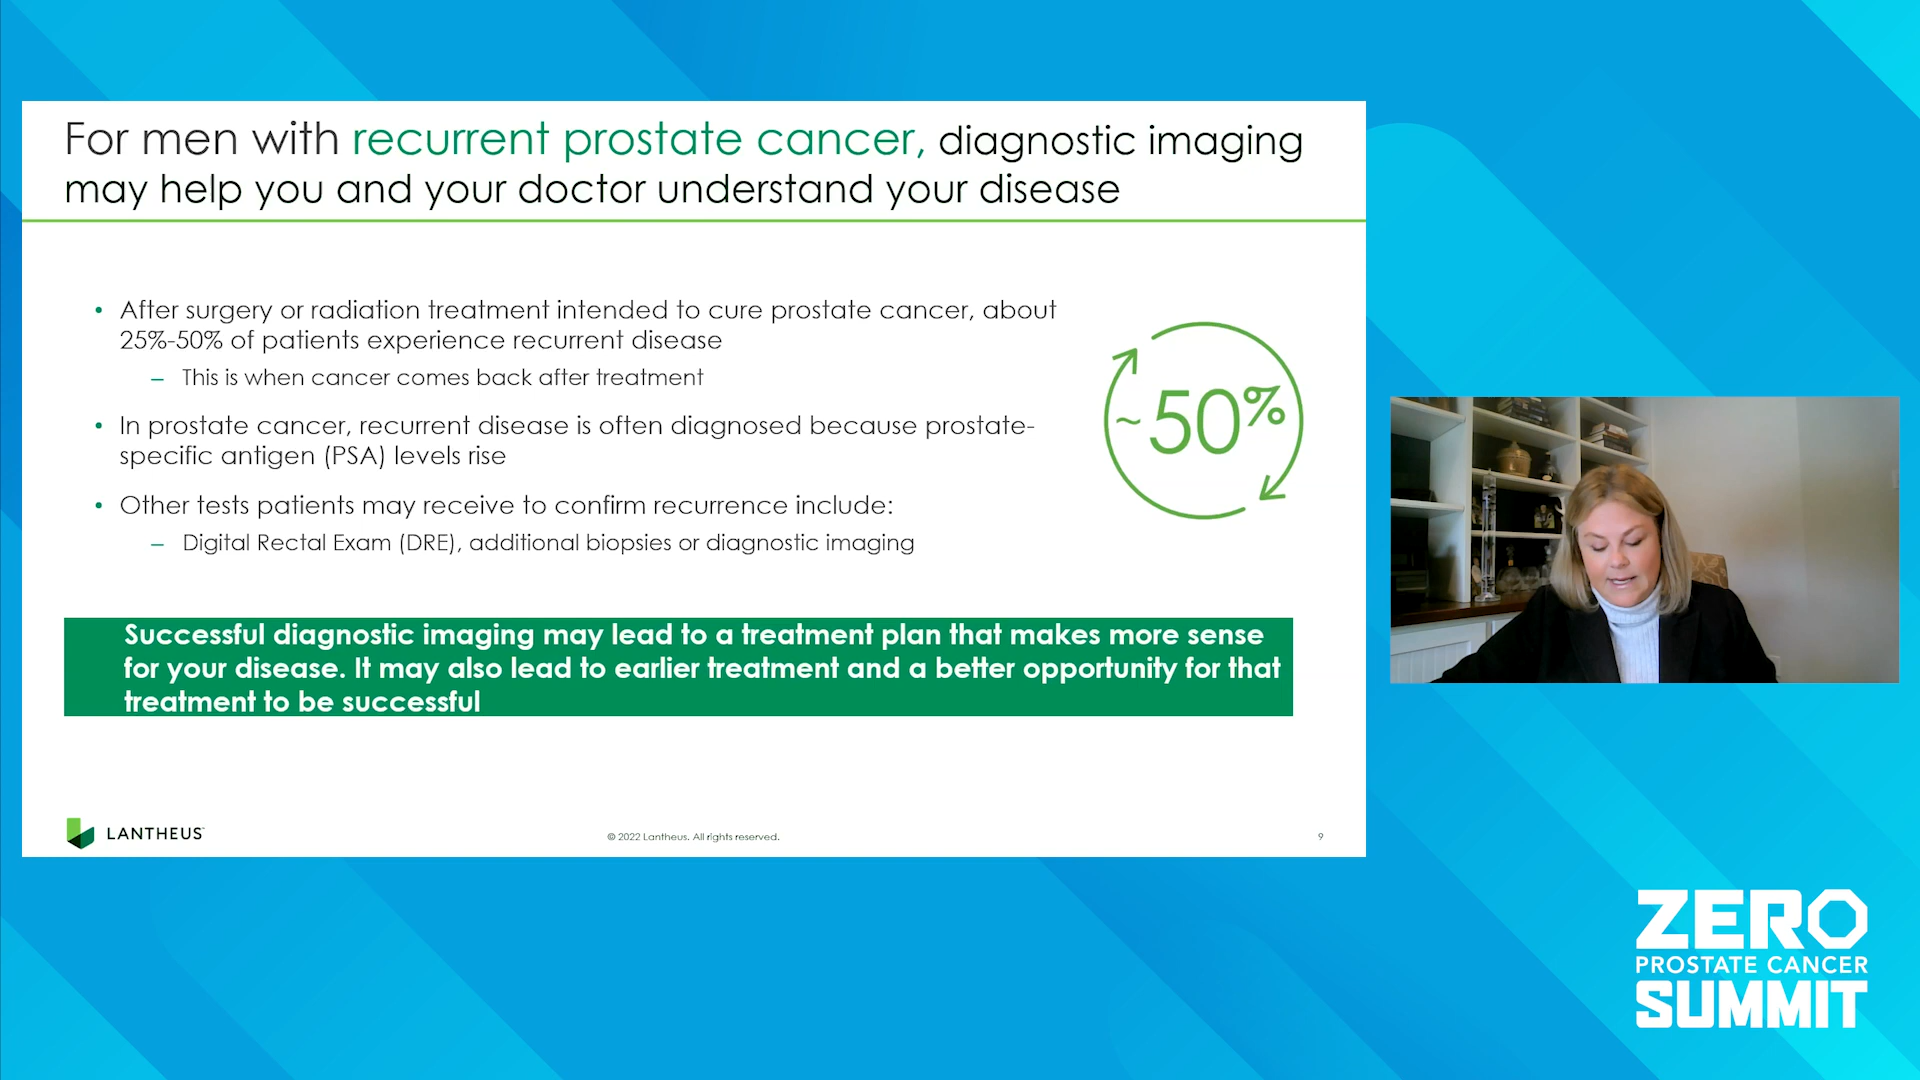 For men with recurrent prostate cancer, diagnostic imaging
may help you and your doctor understand your disease
• After surgery or radiation treatment intended to cure prostate cancer, about
25%-50% of patients experience recurrent disease
– This is when cancer comes back after treatment
• In prostate cancer, recurrent disease is often diagnosed because prostate-
specific antigen (PSA) levels rise
• Other tests patients may receive to confirm recurrence include:
– Digital Rectal Exam (DRE), additional biopsies or diagnostic imaging
~50%
Successful diagnostic imaging may lead to a treatment plan that makes more sense
for your disease. It may also lead to earlier treatment and a better opportunity for that
treatment to be successful
LANTHEUS
© 2022 Lantheus. All rights reserved.
9
ZERO
PROSTATE CANCER
SUMMIT